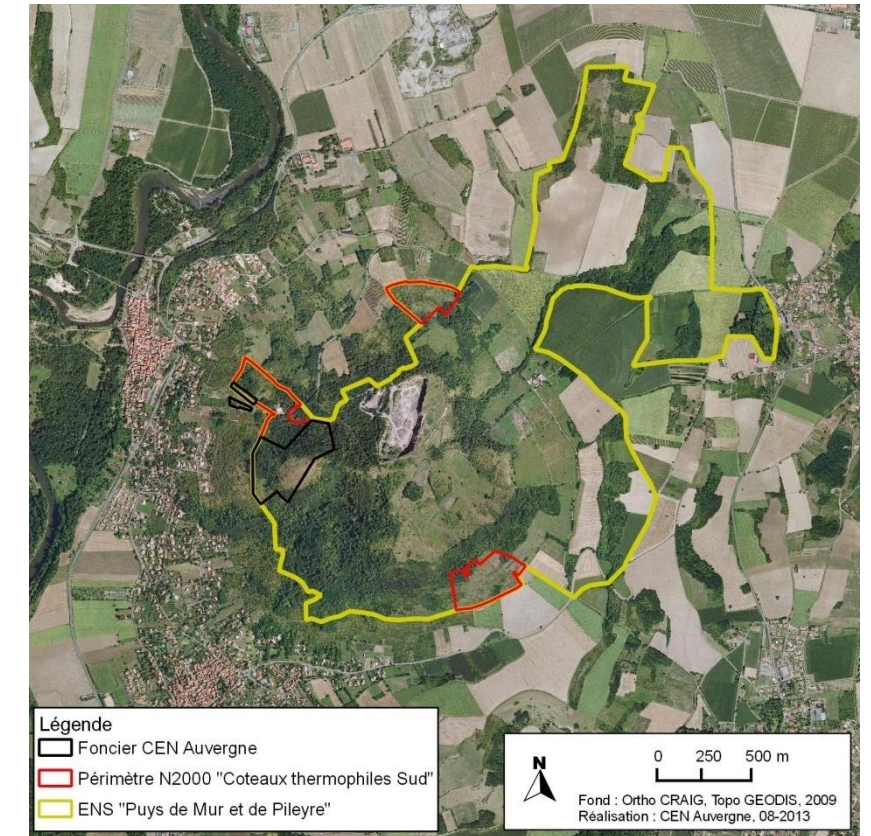 Légende
Foncier CEN Auvergne
Périmètre N2000 "Coteaux thermophiles Sud"
ENS "Puys de Mur et de Pileyre"
N
0 250 500 m
Fond : Ortho CRAIG, Topo GEODIS, 2009
Réalisation : CEN Auvergne, 08-2013